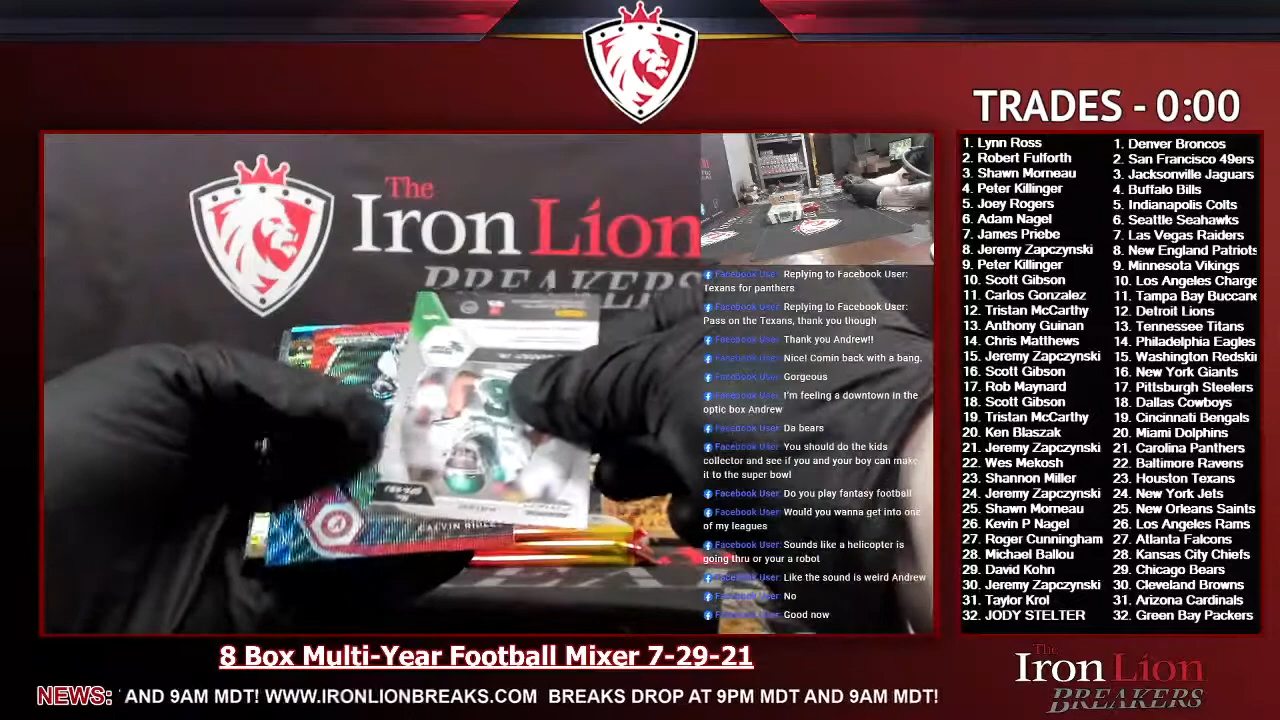 TRADES - 0:00
The
Iron Lion
BREAKERS
1. Lynn Ross 1. Denver Broncos
2. Robert Fulforth 2. San Francisco 49ers
3. Shawn Morneau 3. Jacksonville Jaguars
4. Peter Killinger 4. Buffalo Bills
5. Joey Rogers 5. Indianapolis Colts
6. Adam Nagel 6. Seattle Seahawks
7. James Priebe 7. Las Vegas Raiders
8. Jeremy Zapczynski 8. New England Patriots
9. Peter Killinger 9. Minnesota Vikings
10. Scott Gibson 10. Los Angeles Charge
11. Carlos Gonzalez 11. Tampa Bay Buccane
12. Tristan McCarthy 12. Detroit Lions
13. Anthony Guinan 13. Tennessee Titans
14. Chris Matthews 14. Philadelphia Eagles
15. Jeremy Zapczynski 15. Washington Redski
16. Scott Gibson 16. New York Giants
17. Rob Maynard 17. Pittsburgh Steelers
18. Scott Gibson 18. Dallas Cowboys
19. Tristan McCarthy 19. Cincinnati Bengals
20. Ken Blaszak 20. Miami Dolphins
21. Jeremy Zapczynski 21. Carolina Panthers
22. Wes Mekosh 22. Baltimore Ravens
23. Shannon Miller 23. Houston Texans
24. Jeremy Zapczynski 24. New York Jets
25. Shawn Morneau 25. New Orleans Saints
26. Kevin P Nagel 26. Los Angeles Rams
27. Roger Cunningham 27. Atlanta Falcons
28. Michael Ballou 28. Kansas City Chiefs
29. David Kohn 29. Chicago Bears
30. Jeremy Zapczynski 30. Cleveland Browns
31. Taylor Krol 31. Arizona Cardinals
32. JODY STELTER 32. Green Bay Packers
Facebook User: Replying to Facebook User:
Texans for panthers
Facebook User: Replying to Facebook User:
Pass on the Texans, thank you though
Facebook User: Thank you Andrew!!
Facebook User: Nice! Comin back with a bang.
Facebook User: Gorgeous
Facebook User: I'm feeling a downtown in the
optic box Andrew
Facebook User: Da bears
Facebook User: You should do the kids
collector and see if you and your boy can make
it to the super bowl
Facebook User: Do you play fantasy football
Facebook User: Would you wanna get into one
of my leagues
Facebook User: Sounds like a helicopter is
going thru or your a robot
Facebook User: Like the sound is weird Andrew
Facebook User: No
Facebook User: Good now
CALVIN RIDLEY
8 Box Multi-Year Football Mixer 7-29-21
NEWS: AND 9AM MDT! WWW.IRONLIONBREAKS.COM BREAKS DROP AT 9PM MDT AND 9AM MDT!
The
Iron Lion
BREAKERS